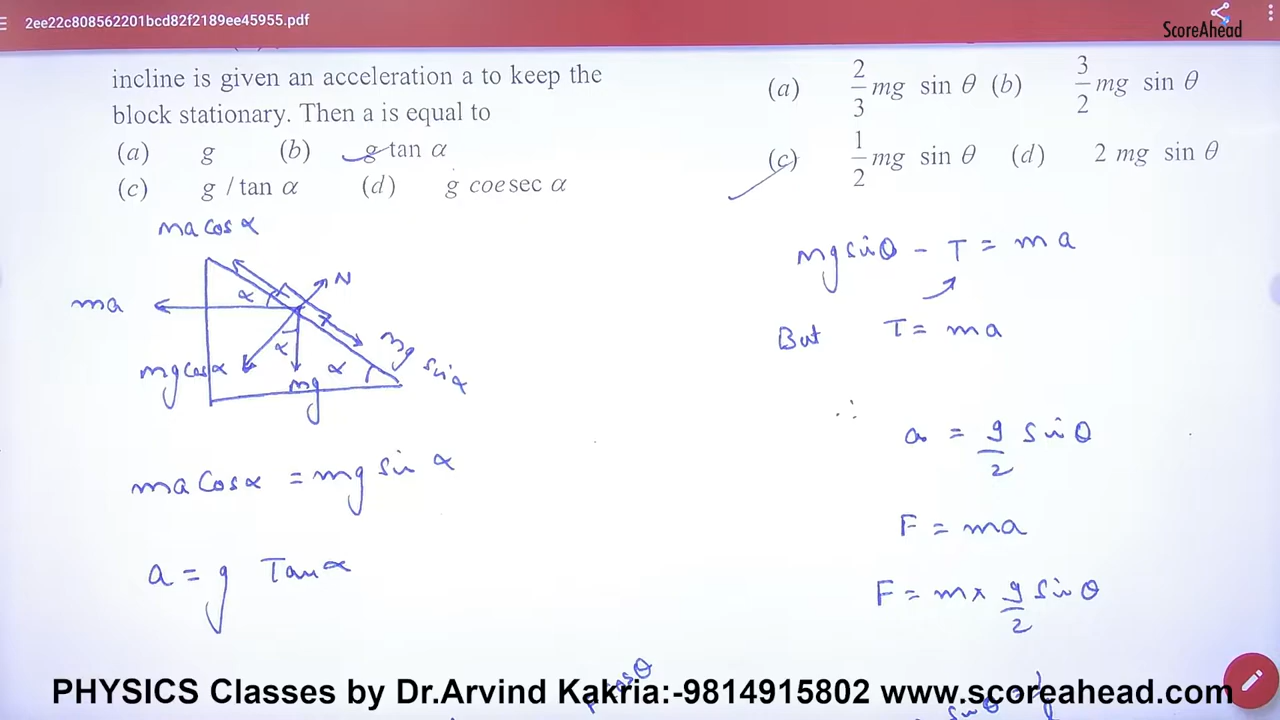 2ee22c808562201bcd82f2189ee45955.pdf
ScoreAhead
incline is given an acceleration a to keep the
block stationary. Then a is equal to
(a) g (b) g tan α
(c) g / tan α (d) g coesec α
ma cos α
ma
α
N
mg cos α
α
mg
α
mg sin α
ma Cos α = mg sin α
a = g Tan α
(a) 2/3 mg sin θ (b) 3/2 mg sin θ
(c) 1/2 mg sin θ (d) 2 mg sin θ
mg sin θ - T = ma
But T = ma
∴ a = g/2 sin θ
F = ma
F = m x g/2 sin θ
PHYSICS Classes by Dr.Arvind Kakria:-9814915802 www.scoreahead.com